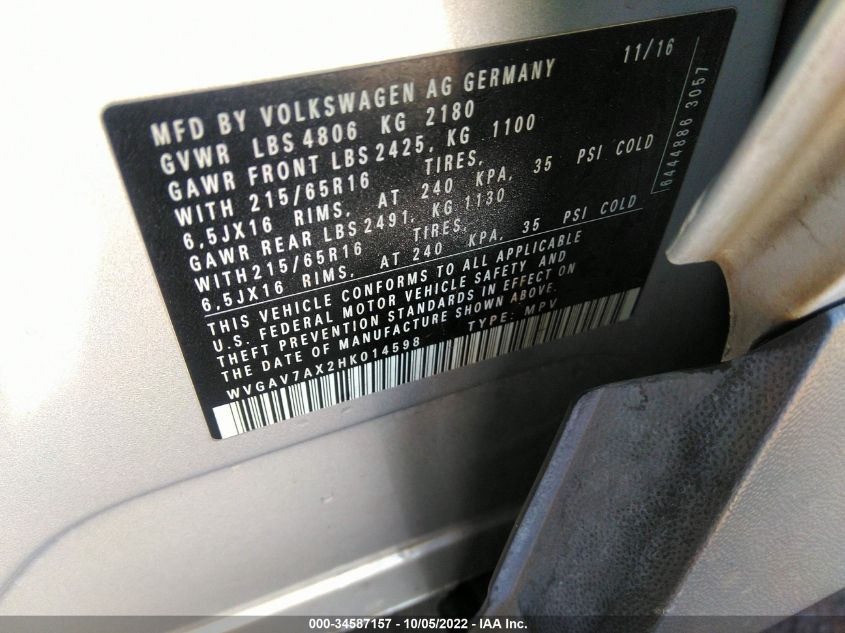 11/16
MFD BY VOLKSWAGEN AG GERMANY
GVWR LBS 4806 KG 2180
GAWR FRONT LBS 2425, KG 1100
WITH 215/65R16 TIRES,
6,5JX16 RIMS, AT 240 KPA, 35 PSI COLD
GAWR REAR LBS 2491, KG 1130
WITH 215/65R16 TIRES,
6,5JX16 RIMS, AT 240 KPA, 35 PSI COLD
THIS VEHICLE CONFORMS TO ALL APPLICABLE
U.S. FEDERAL MOTOR VEHICLE SAFETY AND
THEFT PREVENTION STANDARDS IN EFFECT ON
THE DATE OF MANUFACTURE SHOWN ABOVE.
WVGAV7AX2HK014598 TYPE: MPV
6444886 3057
000-34587157 - 10/05/2022 - IAA Inc.